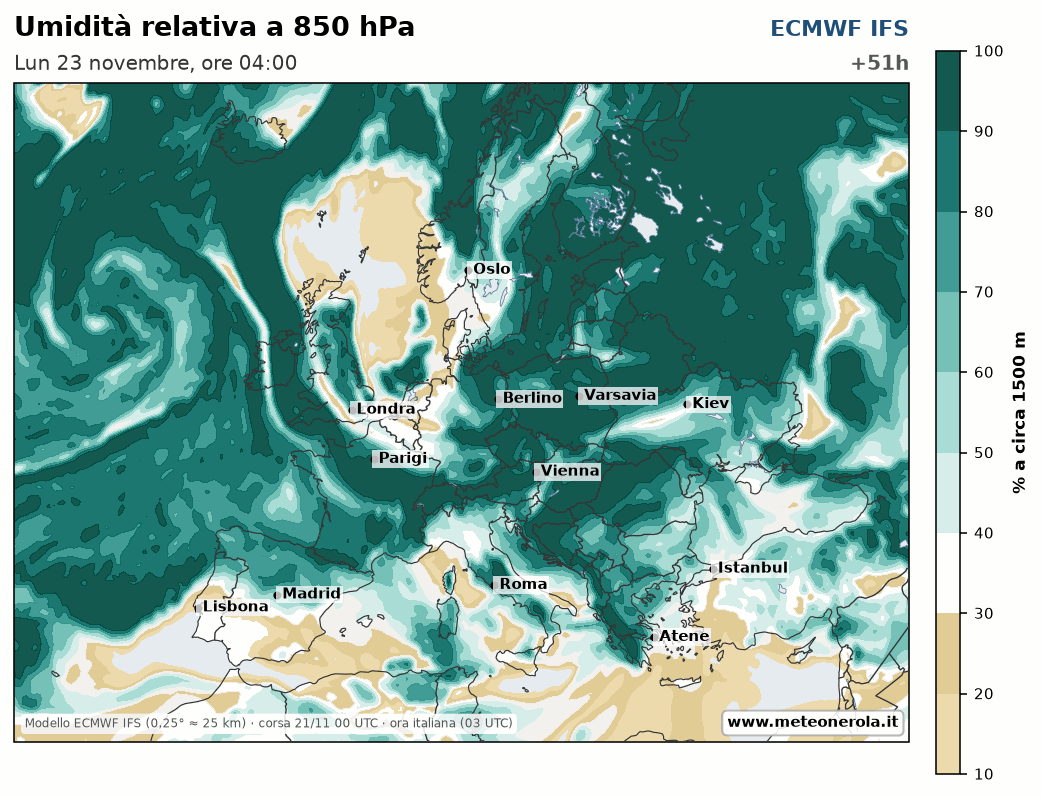 Umidità relativa a 850 hPa
ECMWF IFS
Lun 23 novembre, ore 04:00
+51h
100
90
80
70
60
50
40
30
20
10
% a circa 1500 m
Oslo
Berlino
Varsavia
Kiev
Londra
Parigi
Vienna
Istanbul
Roma
Madrid
Lisbona
Atene
Modello ECMWF IFS (0,25° ≈ 25 km) · corsa 21/11 00 UTC · ora italiana (03 UTC)
www.meteonerola.it